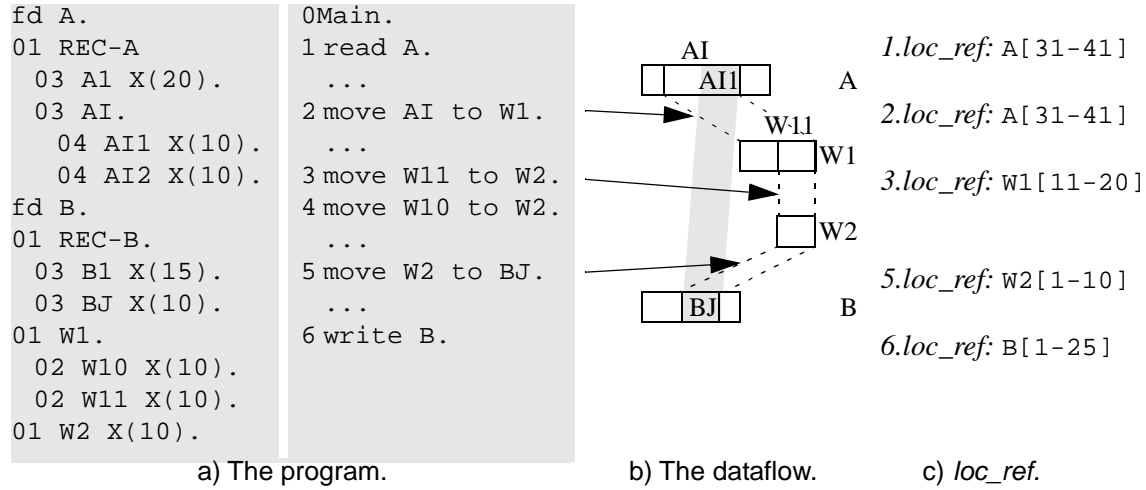 fd A.
01 REC-A
03 A1 X(20).
03 AI.
04 AI1 X(10).
04 AI2 X(10).
fd B.
01 REC-B.
03 B1 X(15).
03 BJ X(10).
01 W1.
02 W10 X(10).
02 W11 X(10).
01 W2 X(10).
0Main.
1 read A.
...
2 move AI to W1.
...
3 move W11 to W2.
4 move W10 to W2.
...
5 move W2 to BJ.
...
6 write B.
a) The program.
AI
AI1
A
W11
W1
W2
BJ
B
b) The dataflow.
1.loc_ref: A[31-41]
2.loc_ref: A[31-41]
3.loc_ref: W1[11-20]
5.loc_ref: W2[1-10]
6.loc_ref: B[1-25]
c) loc_ref.